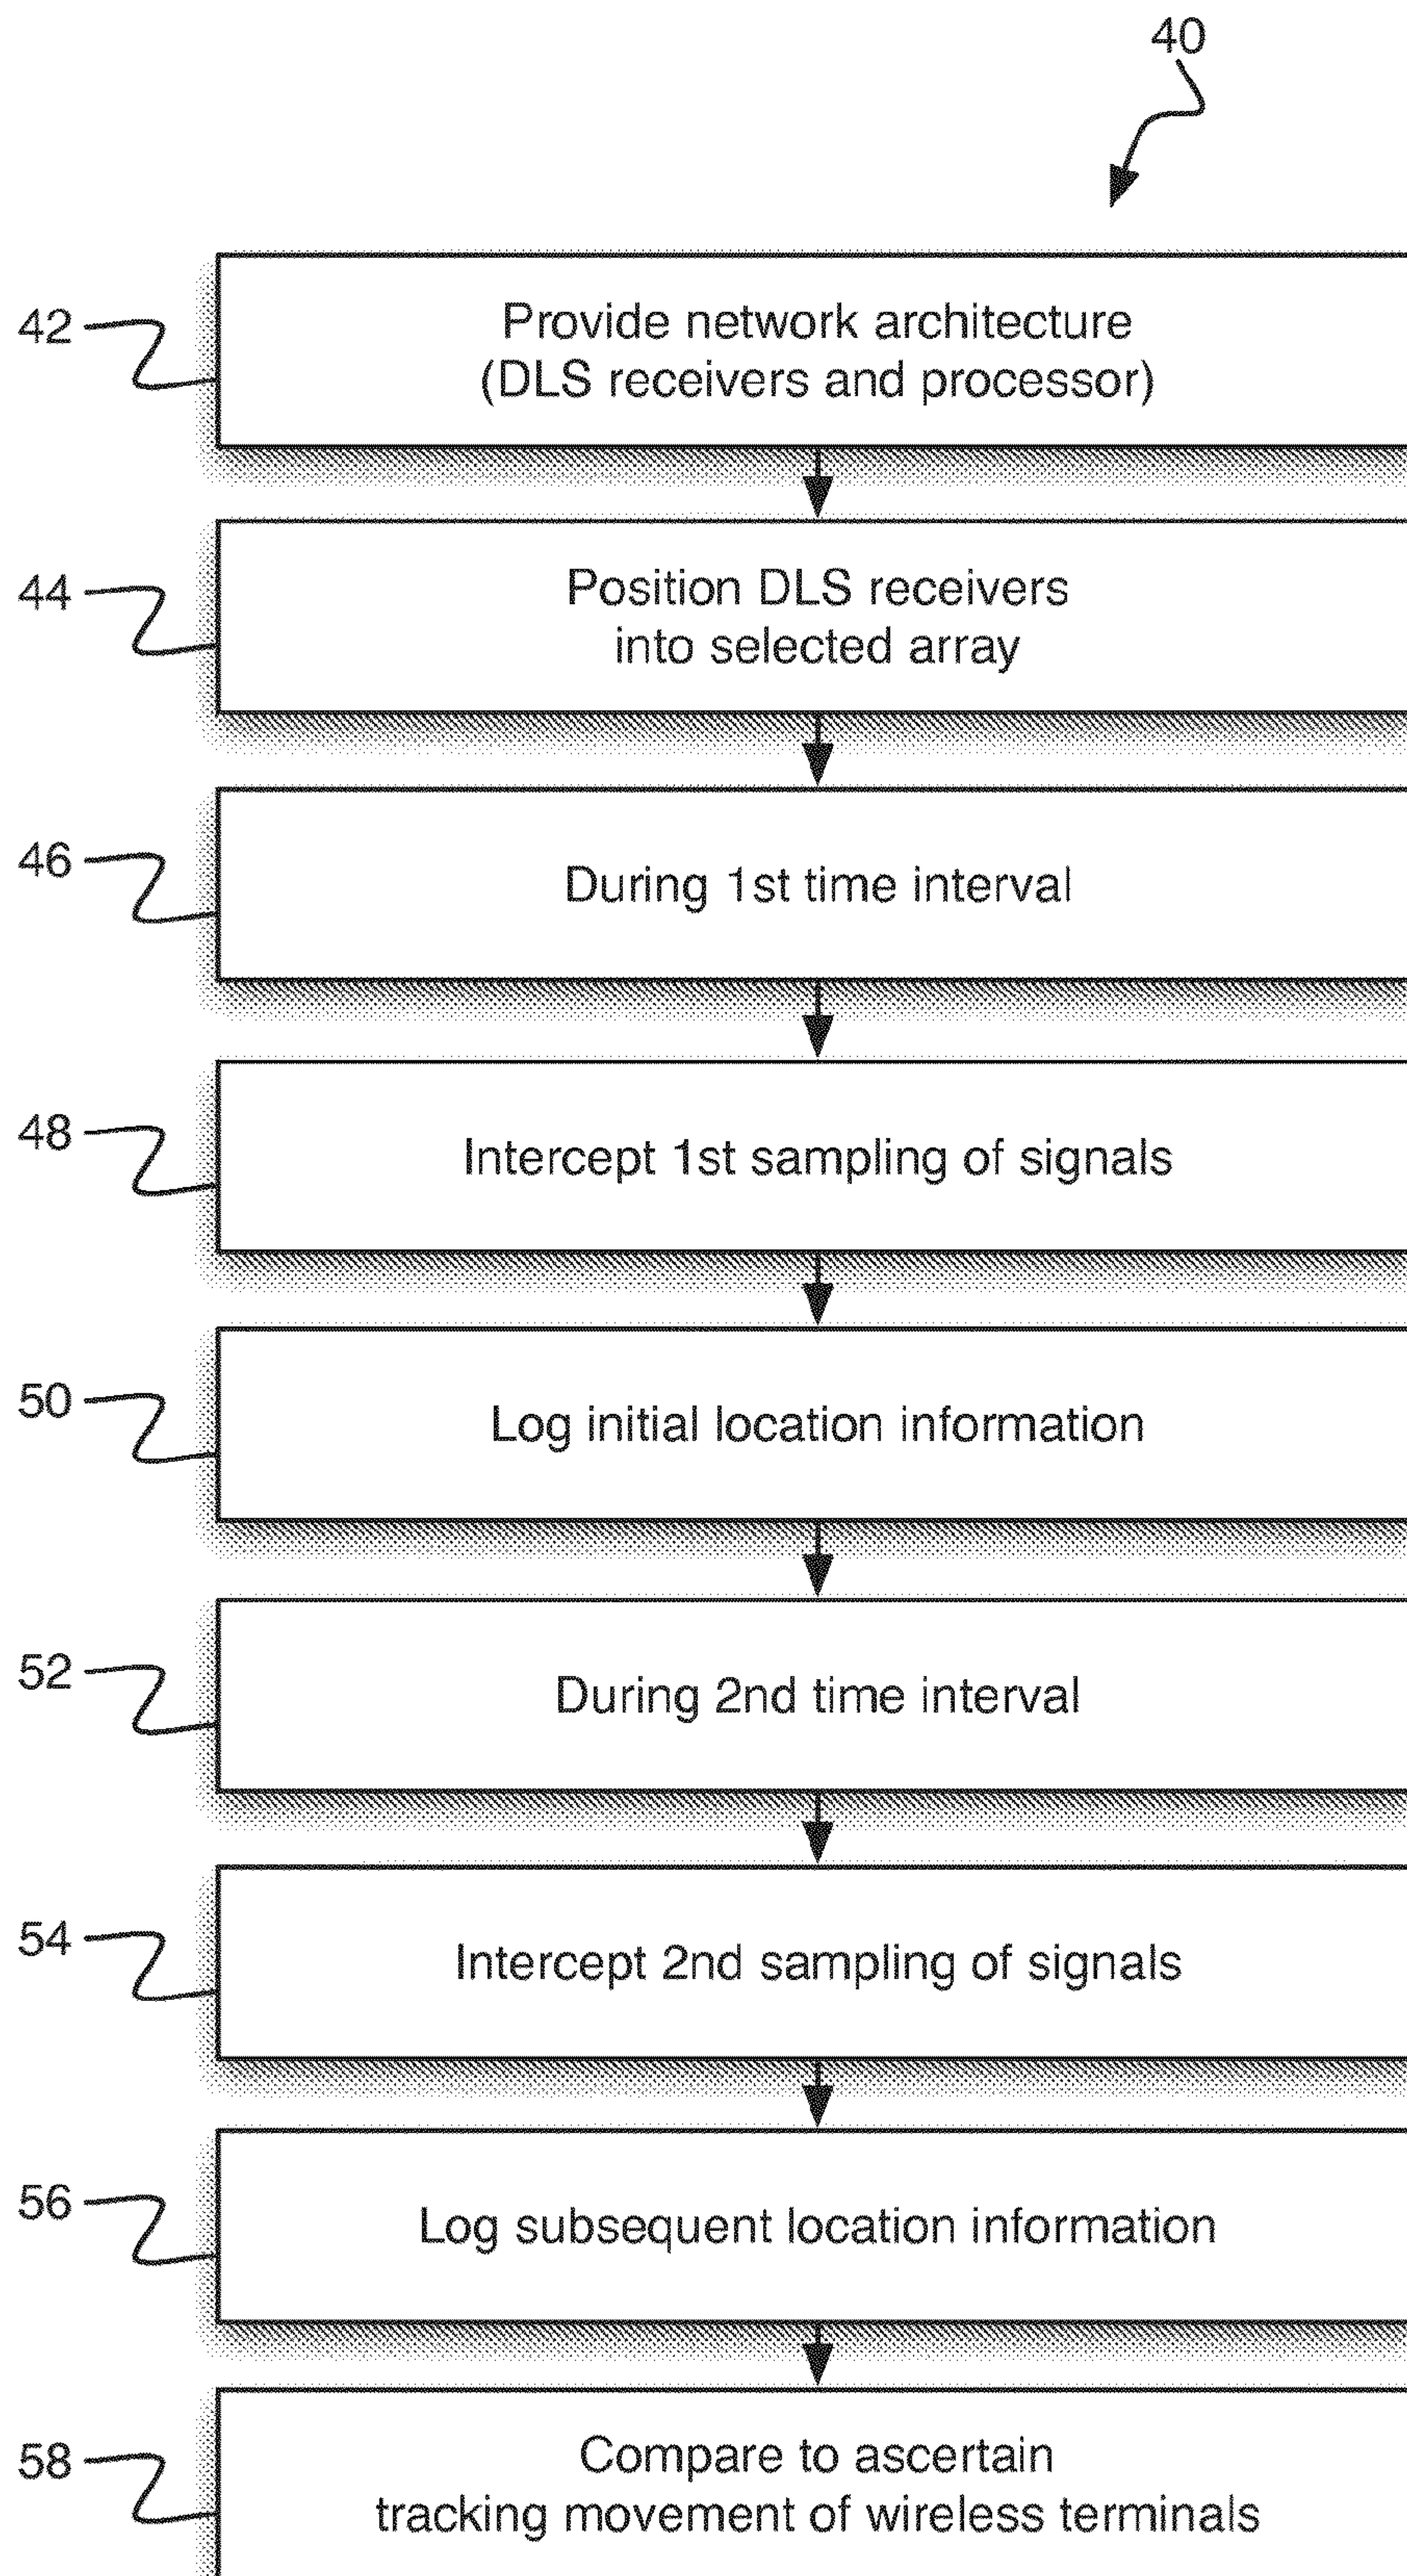 40
42
Provide network architecture
(DLS receivers and processor)
44
Position DLS receivers
into selected array
46
During 1st time interval
48
Intercept 1st sampling of signals
50
Log initial location information
52
During 2nd time interval
54
Intercept 2nd sampling of signals
56
Log subsequent location information
58
Compare to ascertain
tracking movement of wireless terminals